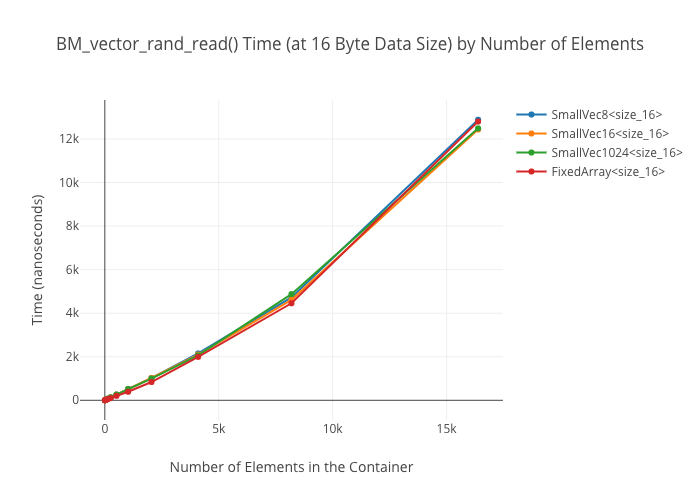 BM_vector_rand_read() Time (at 16 Byte Data Size) by Number of Elements
SmallVec8<size_16>
SmallVec16<size_16>
SmallVec1024<size_16>
FixedArray<size_16>
12k
10k
8k
6k
4k
2k
0
Time (nanoseconds)
0
5k
10k
15k
Number of Elements in the Container